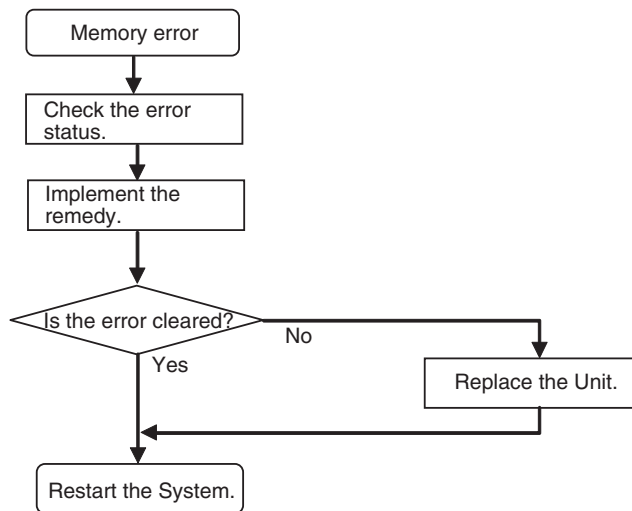 Memory error
Check the error
status.
Implement the
remedy.
Is the error cleared?
No
Yes
Replace the Unit.
Restart the System.